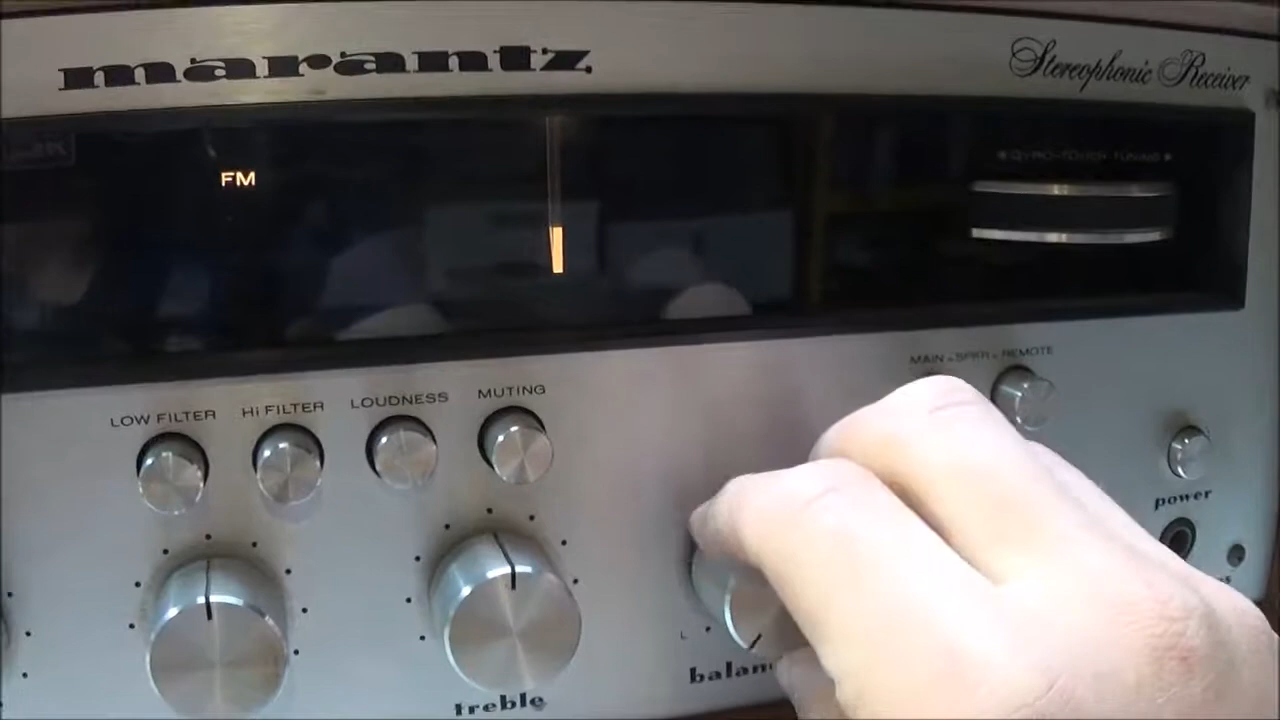 marantz
Stereophonic Receiver
GYRO-TOUCH TUNING
FM
MAIN - SPKR - REMOTE
LOW FILTER
Hi FILTER
LOUDNESS
MUTING
power
L
treble